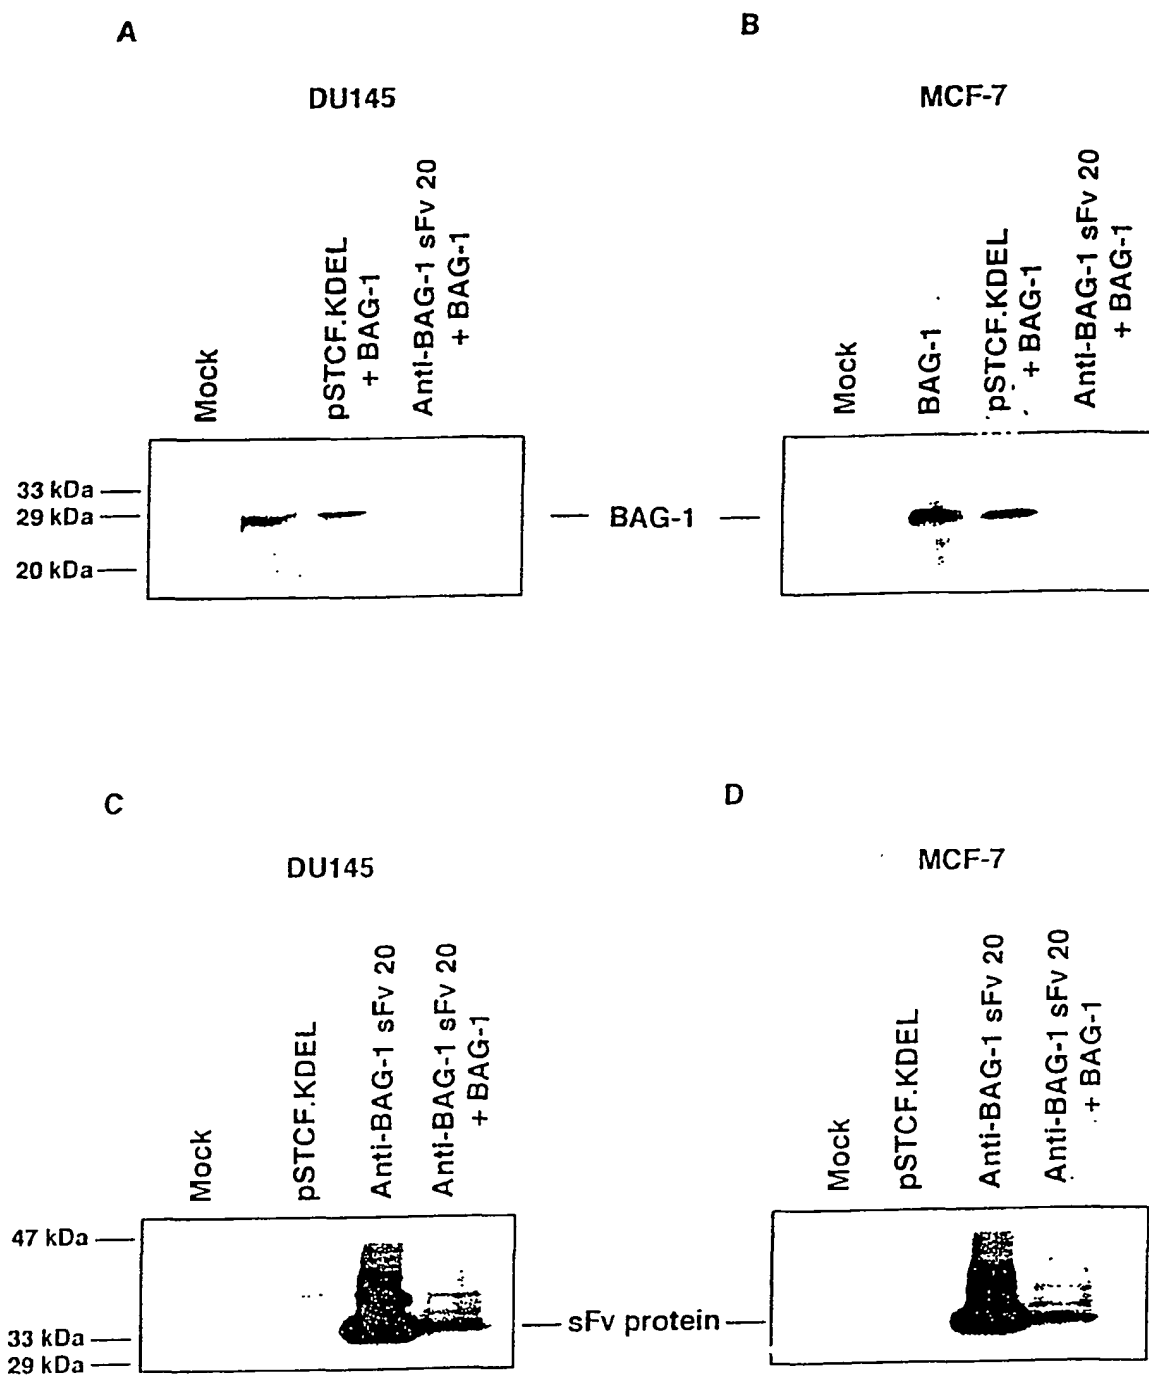 A
B
DU145
MCF-7
Mock
pSTCF.KDEL
+ BAG-1
Anti-BAG-1 sFv 20
+ BAG-1
Mock
BAG-1
pSTCF.KDEL
+ BAG-1
Anti-BAG-1 sFv 20
+ BAG-1
33 kDa
29 kDa
20 kDa
BAG-1
C
D
DU145
MCF-7
Mock
pSTCF.KDEL
Anti-BAG-1 sFv 20
Anti-BAG-1 sFv 20
+ BAG-1
Mock
pSTCF.KDEL
Anti-BAG-1 sFv 20
Anti-BAG-1 sFv 20
+ BAG-1
47 kDa
33 kDa
29 kDa
sFv protein